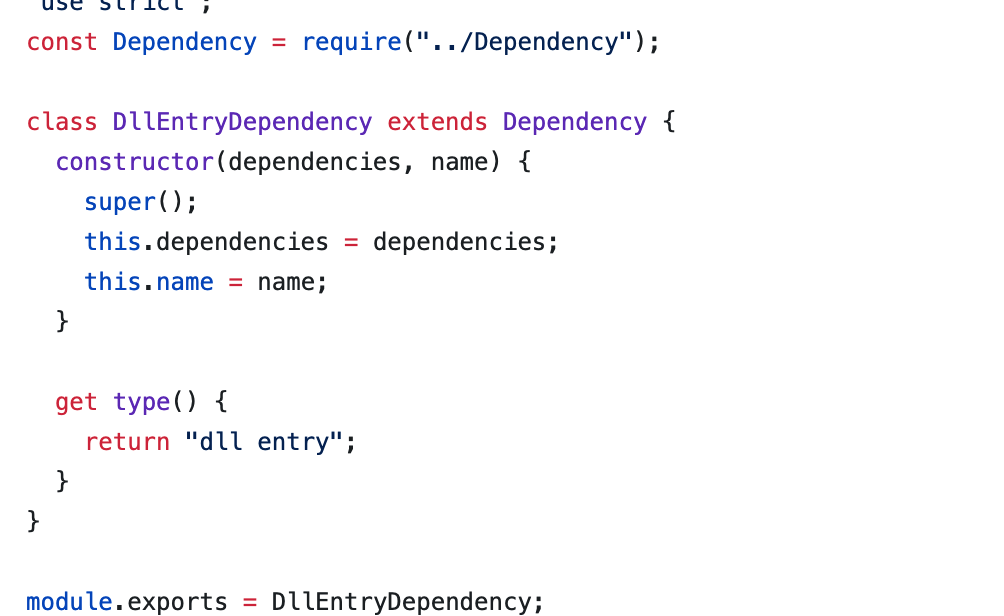 "use strict";
const Dependency = require("../Dependency");

class DllEntryDependency extends Dependency {
  constructor(dependencies, name) {
    super();
    this.dependencies = dependencies;
    this.name = name;
  }

  get type() {
    return "dll entry";
  }
}

module.exports = DllEntryDependency;